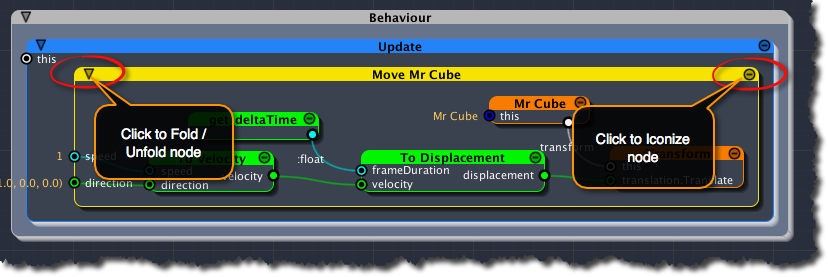 Behaviour
Update
this
Move Mr Cube
Click to Fold /
Unfold node
Click to Iconize
node
get deltaTime
Mr Cube
Mr Cube
this
transform
1
speed
speed
:float
velocity
To Displacement
frameDuration
velocity
displacement
this
translation.Translate
1.0, 0.0, 0.0)
direction
direction